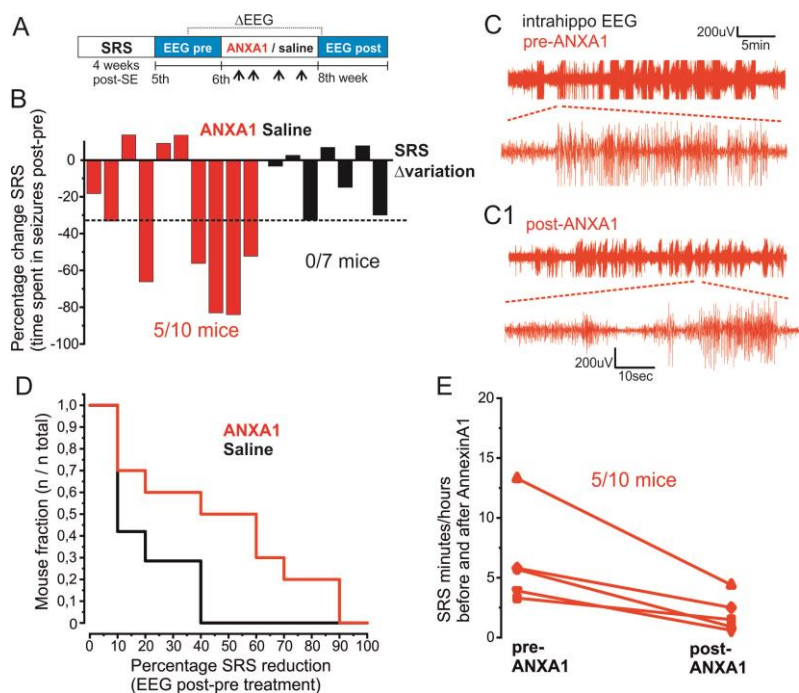 A
ΔEEG
SRS
EEG pre
ANXA1 / saline
EEG post
4 weeks
post-SE
5th
6th
8th week
B
ANXA1 Saline
SRS
Δvariation
Percentage change SRS
(time spent in seizures post-pre)
0
-20
-40
-60
-80
-100
0/7 mice
5/10 mice
C
intrahippo EEG
pre-ANXA1
200uV
5min
C1
post-ANXA1
200uV
10sec
D
Mouse fraction (n / n total)
1,0
0,9
0,8
0,7
0,6
0,5
0,4
0,3
0,2
0,1
0
ANXA1
Saline
0 10 20 30 40 50 60 70 80 90 100
Percentage SRS reduction
(EEG post-pre treatment)
E
SRS minutes/hours
before and after AnnexinA1
20
15
10
5
0
5/10 mice
pre-
ANXA1
post-
ANXA1